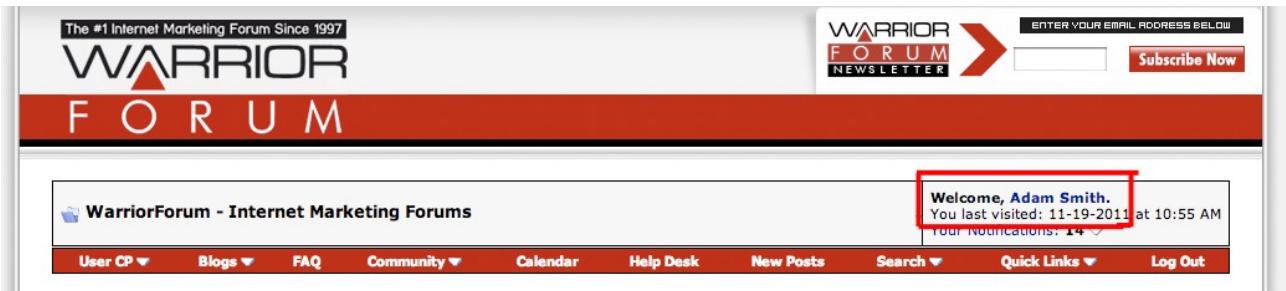 The #1 Internet Marketing Forum Since 1997
WARRIOR
FORUM
WARRIOR
FORUM
NEWSLETTER
ENTER YOUR EMAIL ADDRESS BELOW
Subscribe Now
WarriorForum - Internet Marketing Forums
Welcome, Adam Smith.
You last visited: 11-19-2011 at 10:55 AM
Your Notifications: 14
User CP Blogs FAQ Community Calendar Help Desk New Posts Search Quick Links Log Out